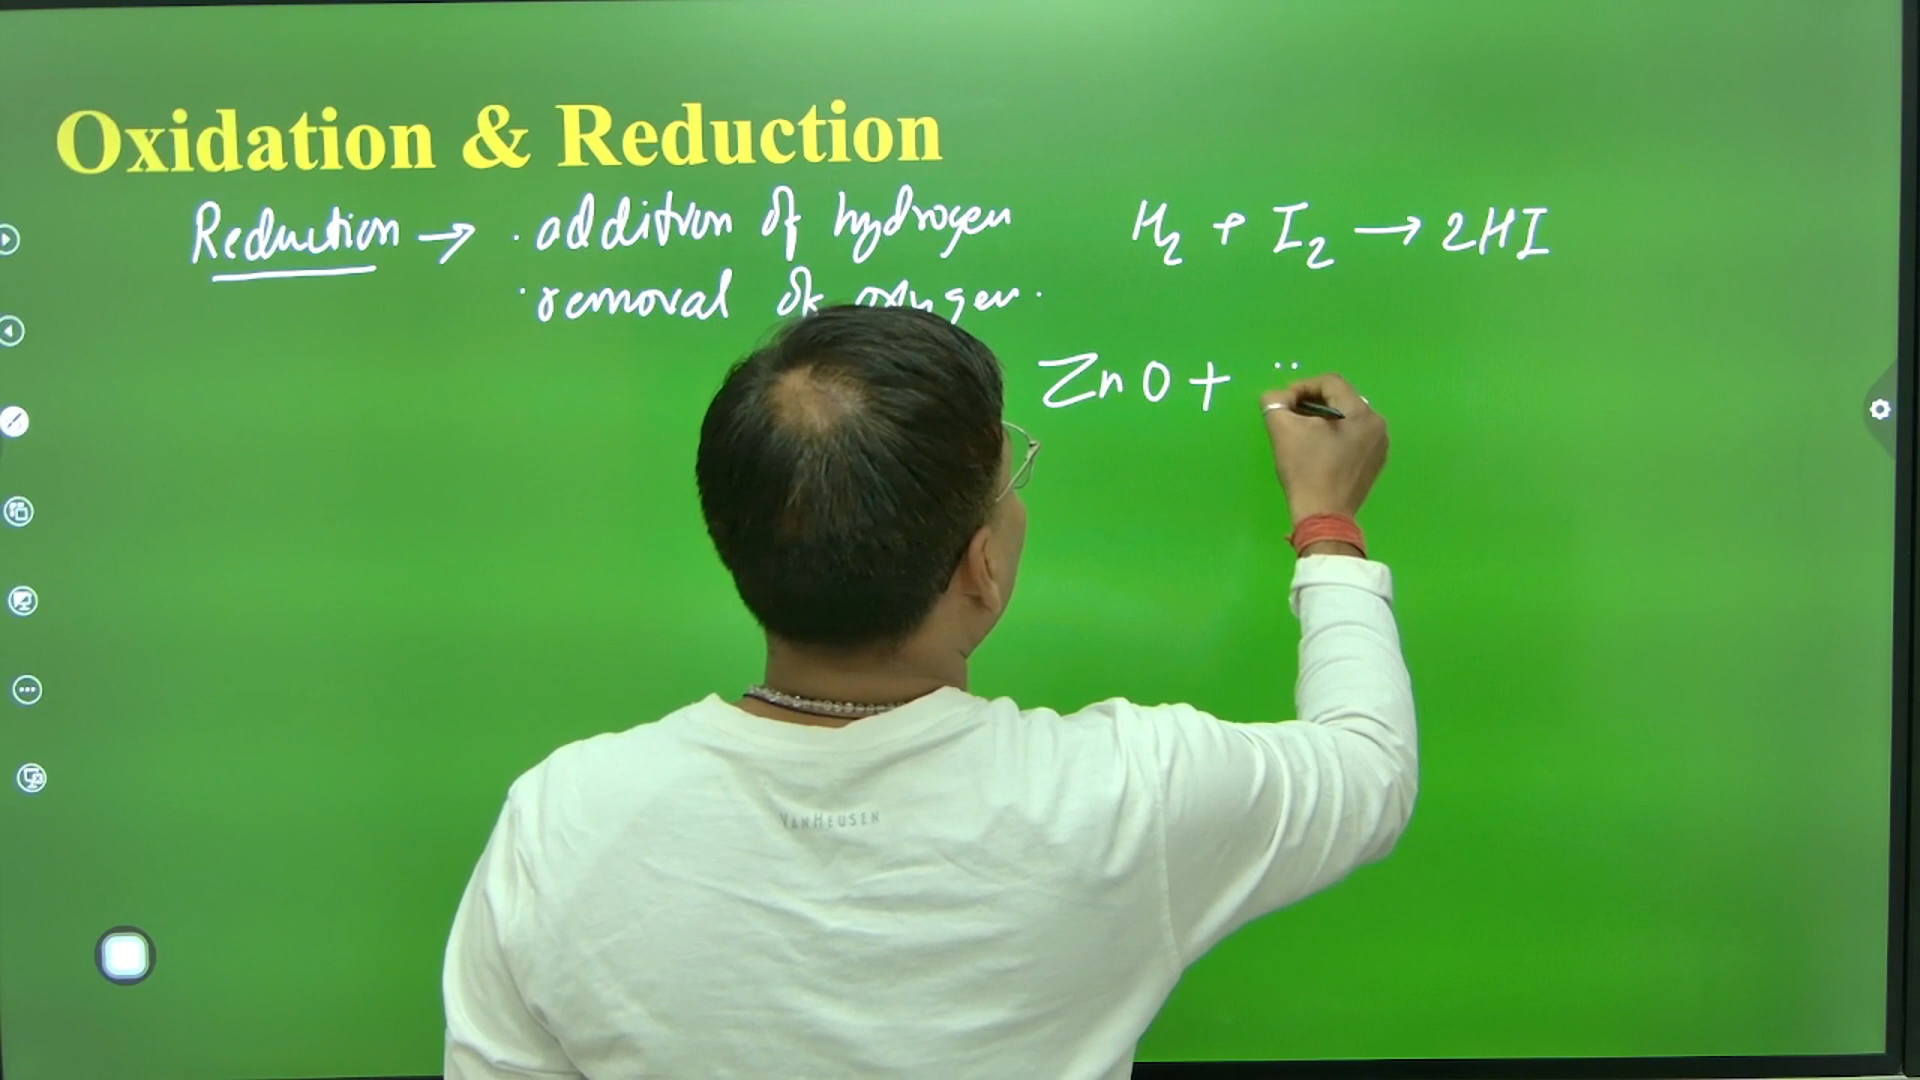 Oxidation & Reduction
Reduction → · addition of hydrogen H₂ + I₂ → 2HI
· removal of oxygen.
ZnO +
VANHEUSEN